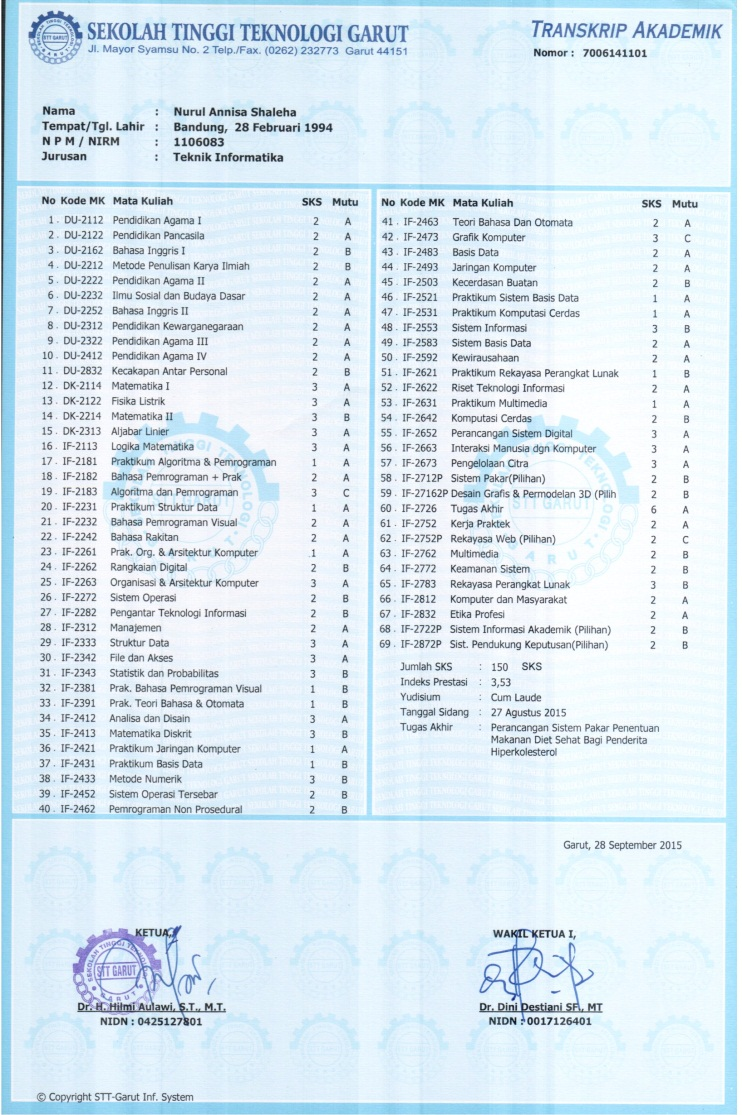 SEKOLAH TINGGI TEKNOLOGI GARUT
Jl. Mayor Syamsu No. 2 Telp./Fax. (0262) 232773 Garut 44151
TRANSKRIP AKADEMIK
Nomor : 7006141101
Nama : Nurul Annisa Shaleha
Tempat/Tgl. Lahir : Bandung, 28 Februari 1994
N P M / NIRM : 1106083
Jurusan : Teknik Informatika
No Kode MK Mata Kuliah SKS Mutu
1. DU-2112 Pendidikan Agama I 2 A
2. DU-2122 Pendidikan Pancasila 2 A
3. DU-2162 Bahasa Inggris I 2 B
4. DU-2212 Metode Penulisan Karya Ilmiah 2 B
5. DU-2222 Pendidikan Agama II 2 A
6. DU-2232 Ilmu Sosial dan Budaya Dasar 2 A
7. DU-2252 Bahasa Inggris II 2 A
8. DU-2312 Pendidikan Kewarganegaraan 2 A
9. DU-2322 Pendidikan Agama III 2 A
10. DU-2412 Pendidikan Agama IV 2 A
11. DU-2832 Kecakapan Antar Personal 2 B
12. DK-2114 Matematika I 3 A
13. DK-2122 Fisika Listrik 3 A
14. DK-2214 Matematika II 3 B
15. DK-2313 Aljabar Linier 3 A
16. IF-2113 Logika Matematika 3 A
17. IF-2181 Praktikum Algoritma & Pemrograman 1 A
18. IF-2182 Bahasa Pemrograman + Prak 2 A
19. IF-2183 Algoritma dan Pemrograman 3 C
20. IF-2231 Praktikum Struktur Data 1 A
21. IF-2232 Bahasa Pemrograman Visual 2 A
22. IF-2242 Bahasa Rakitan 2 A
23. IF-2261 Prak. Org. & Arsitektur Komputer 1 A
24. IF-2262 Rangkaian Digital 2 B
25. IF-2263 Organisasi & Arsitektur Komputer 3 A
26. IF-2272 Sistem Operasi 2 B
27. IF-2282 Pengantar Teknologi Informasi 2 B
28. IF-2312 Manajemen 2 A
29. IF-2333 Struktur Data 3 A
30. IF-2342 File dan Akses 3 A
31. IF-2343 Statistik dan Probabilitas 3 B
32. IF-2381 Prak. Bahasa Pemrograman Visual 1 B
33. IF-2391 Prak. Teori Bahasa & Otomata 1 B
34. IF-2412 Analisa dan Disain 3 A
35. IF-2413 Matematika Diskrit 3 B
36. IF-2421 Praktikum Jaringan Komputer 1 A
37. IF-2431 Praktikum Basis Data 1 B
38. IF-2433 Metode Numerik 3 B
39. IF-2452 Sistem Operasi Tersebar 2 B
40. IF-2462 Pemrograman Non Prosedural 2 B
No Kode MK Mata Kuliah SKS Mutu
41. IF-2463 Teori Bahasa Dan Otomata 2 A
42. IF-2473 Grafik Komputer 3 C
43. IF-2483 Basis Data 2 A
44. IF-2493 Jaringan Komputer 2 A
45. IF-2503 Kecerdasan Buatan 2 B
46. IF-2521 Praktikum Sistem Basis Data 1 A
47. IF-2531 Praktikum Komputasi Cerdas 1 A
48. IF-2553 Sistem Informasi 3 B
49. IF-2583 Sistem Basis Data 2 A
50. IF-2592 Kewirausahaan 2 A
51. IF-2621 Praktikum Rekayasa Perangkat Lunak 1 B
52. IF-2622 Riset Teknologi Informasi 2 A
53. IF-2631 Praktikum Multimedia 1 A
54. IF-2642 Komputasi Cerdas 2 B
55. IF-2652 Perancangan Sistem Digital 3 A
56. IF-2663 Interaksi Manusia dgn Komputer 3 A
57. IF-2673 Pengelolaan Citra 3 A
58. IF-2712P Sistem Pakar(Pilihan) 2 B
59. IF-27162P Desain Grafis & Permodelan 3D (Pilih 2 B
60. IF-2726 Tugas Akhir 6 A
61. IF-2752 Kerja Praktek 2 A
62. IF-2752P Rekayasa Web (Pilihan) 2 C
63. IF-2762 Multimedia 2 B
64. IF-2772 Keamanan Sistem 2 B
65. IF-2783 Rekayasa Perangkat Lunak 3 B
66. IF-2812 Komputer dan Masyarakat 2 A
67. IF-2832 Etika Profesi 2 A
68. IF-2722P Sistem Informasi Akademik (Pilihan) 2 B
69. IF-2872P Sist. Pendukung Keputusan(Pilihan) 2 B
Jumlah SKS : 150 SKS
Indeks Prestasi : 3,53
Yudisium : Cum Laude
Tanggal Sidang : 27 Agustus 2015
Tugas Akhir : Perancangan Sistem Pakar Penentuan
Makanan Diet Sehat Bagi Penderita
Hiperkolesterol
Garut, 28 September 2015
KETUA,
SEKOLAH TINGGI TEKNOLOGI
STT GARUT
GARUT
Dr. H. Hilmi Aulawi, S.T., M.T.
NIDN : 0425127801
WAKIL KETUA I,
Dr. Dini Destiani SF., MT
NIDN : 0017126401
© Copyright STT-Garut Inf. System